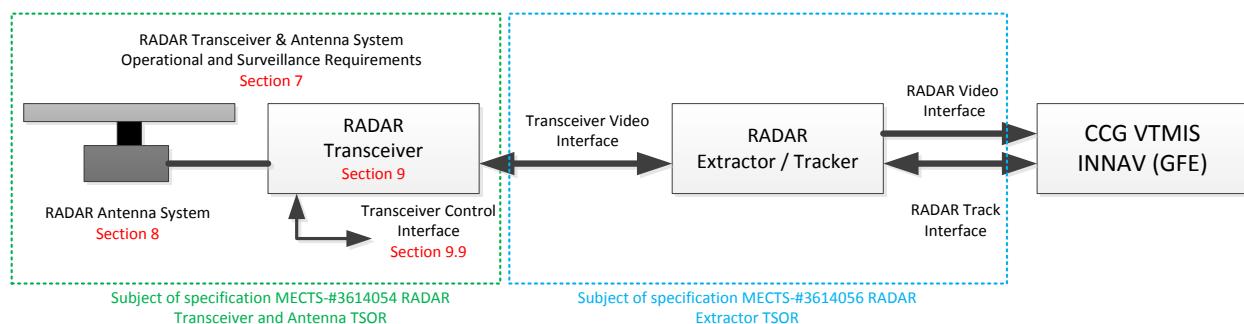 RADAR Transceiver & Antenna System
Operational and Surveillance Requirements
Section 7
RADAR
Transceiver
Section 9
RADAR Antenna System
Section 8
Transceiver Control
Interface
Section 9.9
Subject of specification MECTS-#3614054 RADAR
Transceiver and Antenna TSOR
Transceiver Video
Interface
RADAR
Extractor / Tracker
RADAR Video
Interface
RADAR Track
Interface
Subject of specification MECTS-#3614056 RADAR
Extractor TSOR
CCG VTMIS
INNAV (GFE)